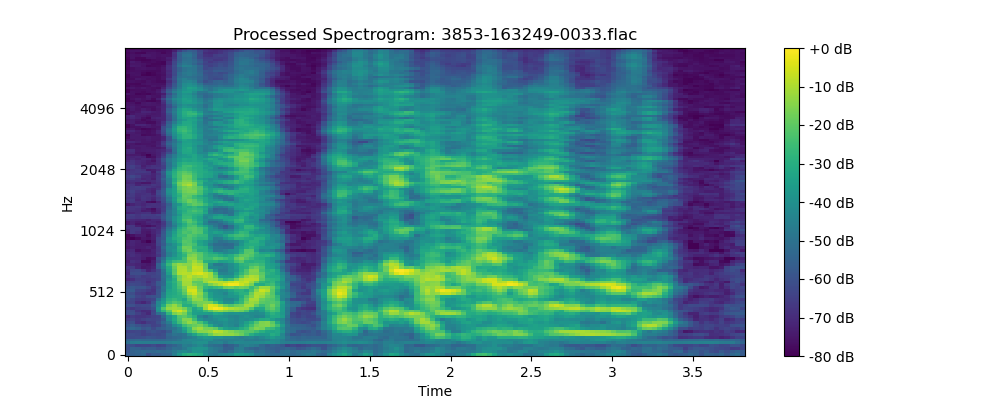 Processed Spectrogram: 3853-163249-0033.flac
+0 dB
-10 dB
-20 dB
-30 dB
-40 dB
-50 dB
-60 dB
-70 dB
-80 dB
4096
2048
1024
512
0
Hz
0
0.5
1
1.5
2
2.5
3
3.5
Time